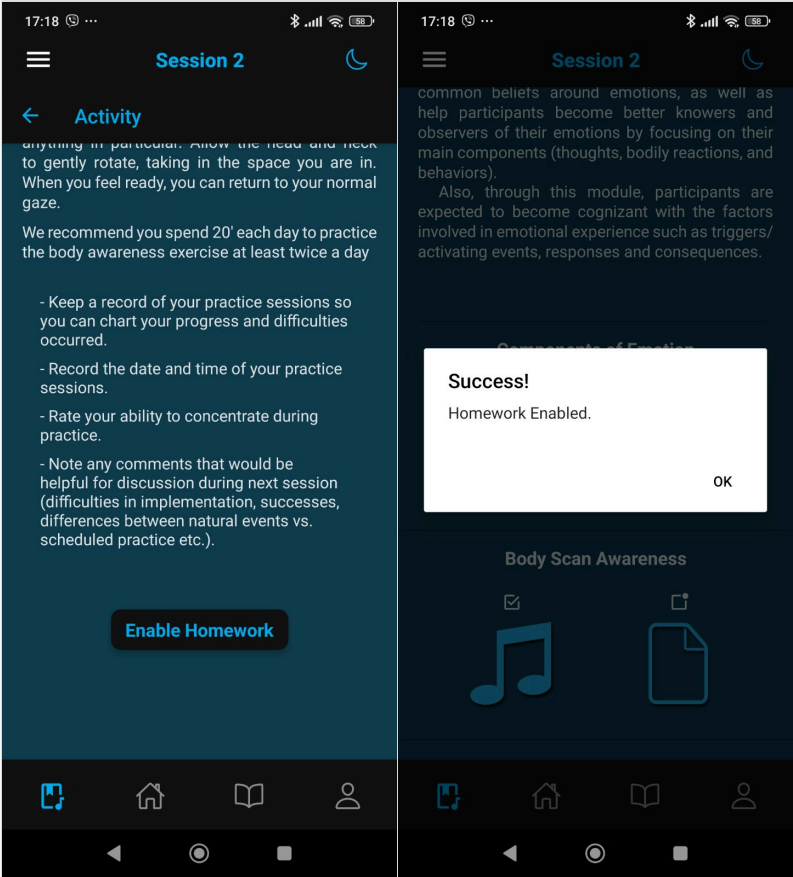 17:18
58
Session 2
Activity
anything in particular. Allow the head and neck
to gently rotate, taking in the space you are in.
When you feel ready, you can return to your normal
gaze.
We recommend you spend 20' each day to practice
the body awareness exercise at least twice a day
- Keep a record of your practice sessions so
you can chart your progress and difficulties
occurred.
- Record the date and time of your practice
sessions.
- Rate your ability to concentrate during
practice.
- Note any comments that would be
helpful for discussion during next session
(difficulties in implementation, successes,
differences between natural events vs.
scheduled practice etc.).
Enable Homework
17:18
58
Session 2
common beliefs around emotions, as well as
help participants become better knowers and
observers of their emotions by focusing on their
main components (thoughts, bodily reactions, and
behaviors).
Also, through this module, participants are
expected to become cognizant with the factors
involved in emotional experience such as triggers/
activating events, responses and consequences.
Components of Emotion
Success!
Homework Enabled.
OK
Body Scan Awareness